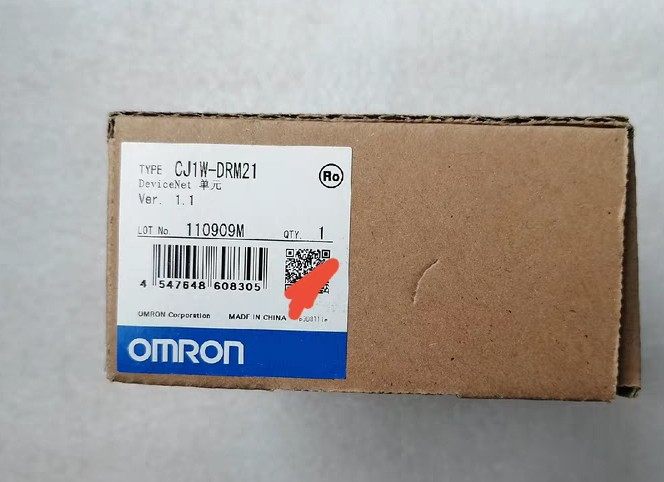 TYPE CJ1W-DRM21
Ro
DeviceNet 单元
Ver. 1.1
LOT No. 110909M QTY. 1
4 547648 608305
OMRON Corporation MADE IN CHINA
OMRON